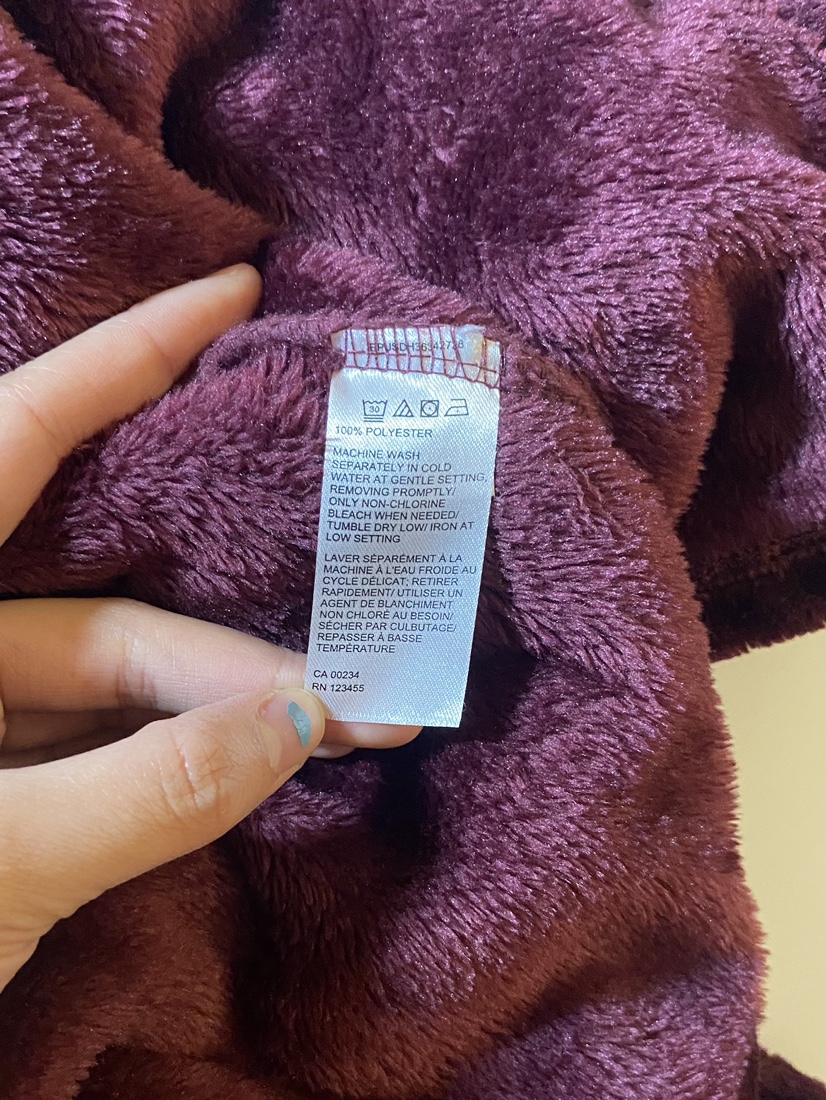 30
100% POLYESTER
MACHINE WASH
SEPARATELY IN COLD
WATER AT GENTLE SETTING,
REMOVING PROMPTLY/
ONLY NON-CHLORINE
BLEACH WHEN NEEDED/
TUMBLE DRY LOW/ IRON AT
LOW SETTING
LAVER SÉPARÉMENT À LA
MACHINE À L'EAU FROIDE AU
CYCLE DÉLICAT; RETIRER
RAPIDEMENT/ UTILISER UN
AGENT DE BLANCHIMENT
NON CHLORÉ AU BESOIN/
SÉCHER PAR CULBUTAGE/
REPASSER À BASSE
TEMPÉRATURE
CA 00234
RN 123455